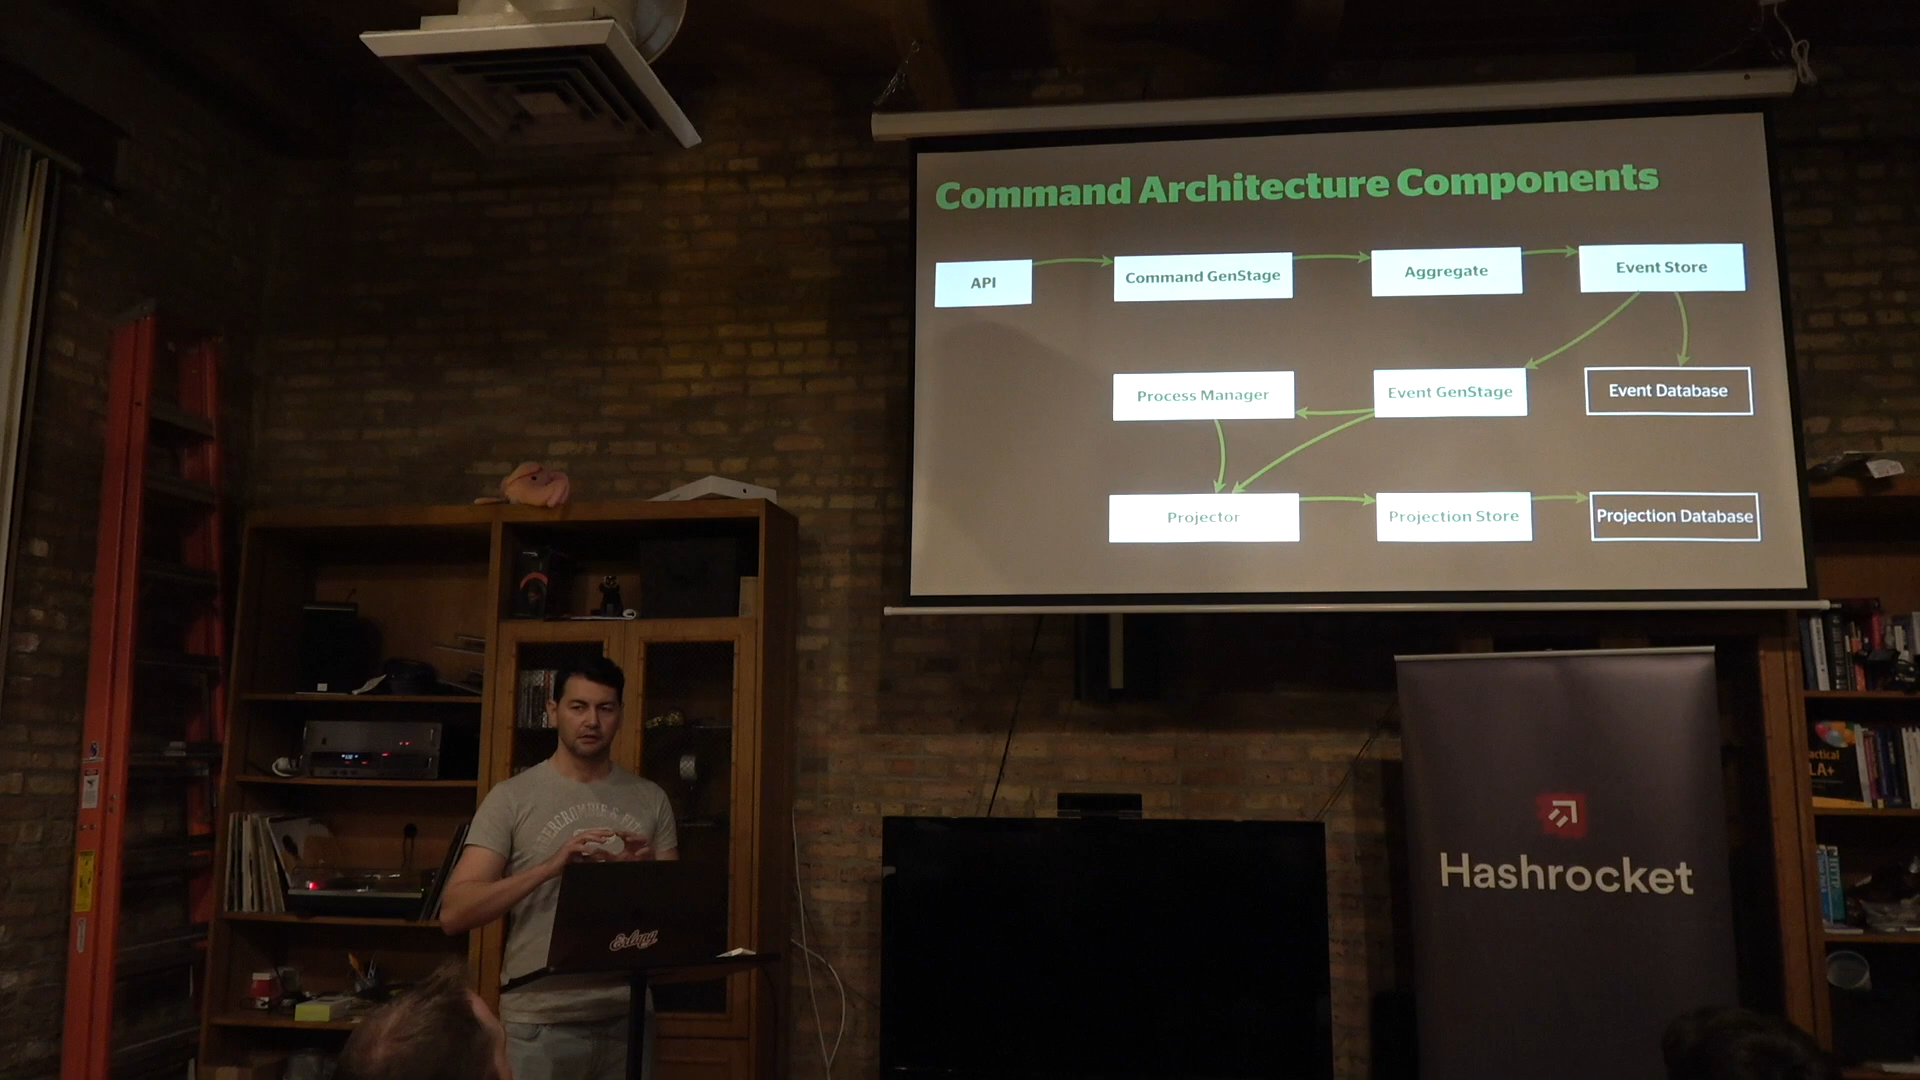 Command Architecture Components
API
Command GenStage
Aggregate
Event Store
Process Manager
Event GenStage
Event Database
Projector
Projection Store
Projection Database
Hashrocket
Erlang